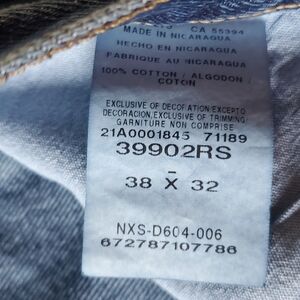 CA 55394
MADE IN NICARAGUA
HECHO EN NICARAGUA
FABRIQUE AU NICARAGUA
100% COTTON / ALGODON /
COTON
EXCLUSIVE OF DECORATION/EXCEPTO
DECORACION,EXCLUSIVE OF TRIMMING
GARNITURE NON COMPRISE
21A0001845 71189
39902RS
-
38 X 32
NXS-D604-006
672787107786